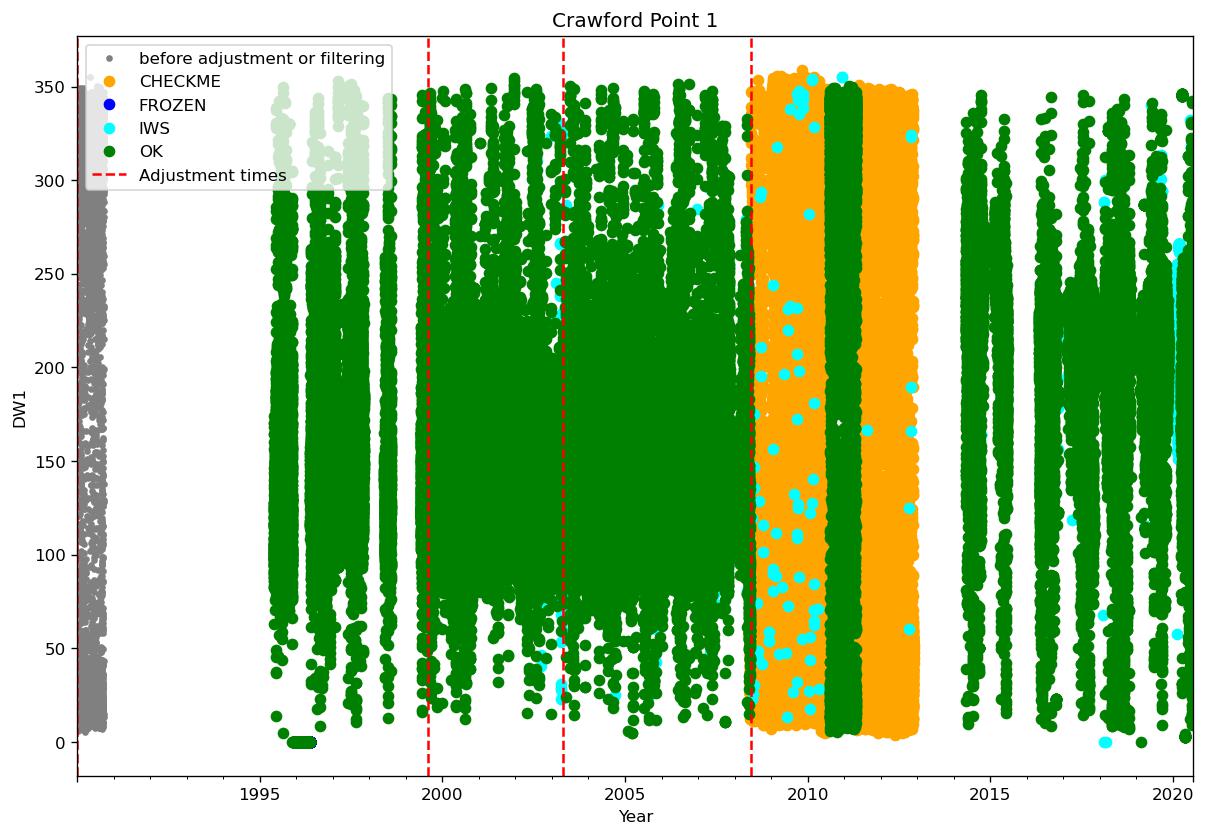 Crawford Point 1
before adjustment or filtering
CHECKME
FROZEN
IWS
OK
Adjustment times
350
300
250
200
150
100
50
0
DW1
1995
2000
2005
2010
2015
2020
Year